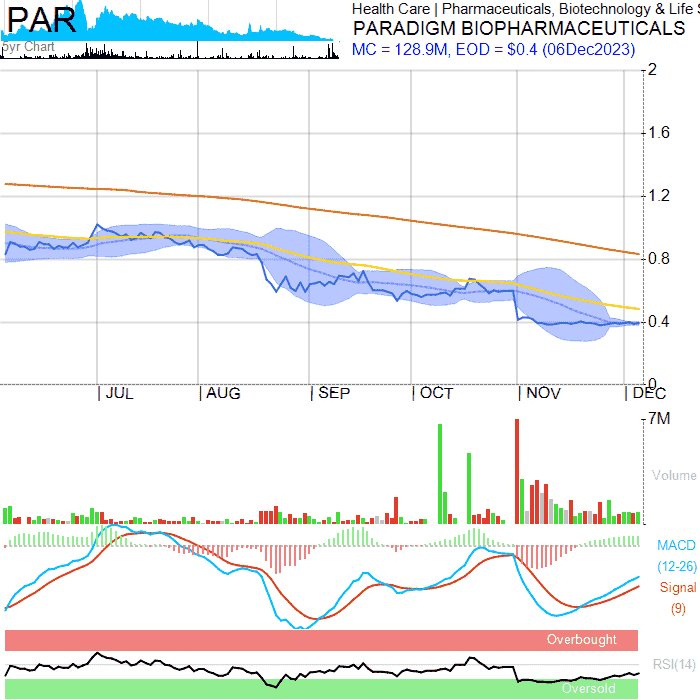 PAR
5yr Chart
Health Care | Pharmaceuticals, Biotechnology & Life S
PARADIGM BIOPHARMACEUTICALS
MC = 128.9M, EOD = $0.4 (06Dec2023)
2
1.6
1.2
0.8
0.4
0
JUL AUG SEP OCT NOV DEC
7M
Volume
MACD
(12-26)
Signal
(9)
Overbought
RSI(14)
Oversold